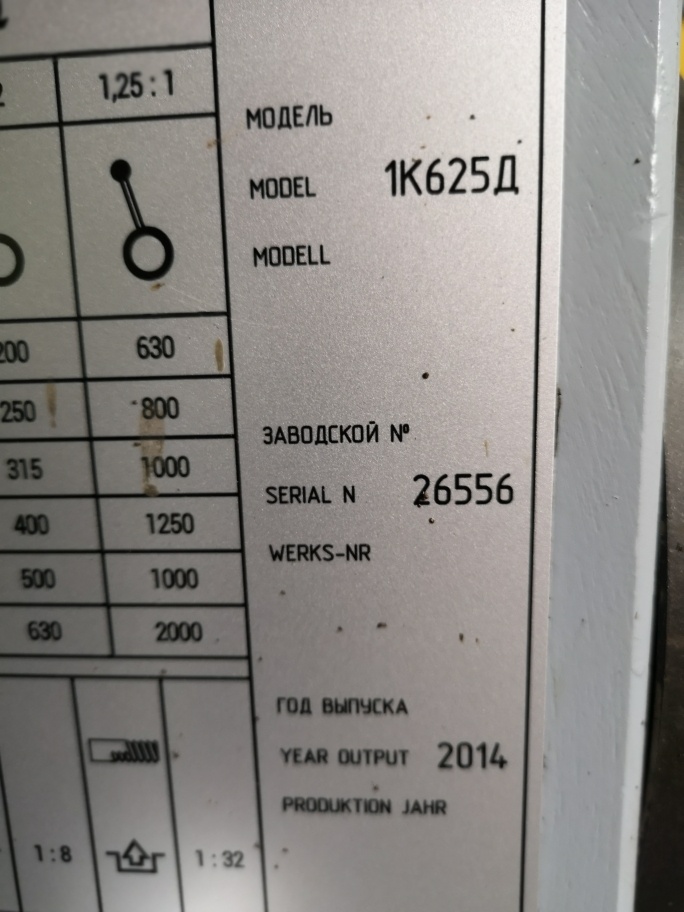 1,25 : 1
МОДЕЛЬ
MODEL 1К625Д
MODELL
200 630
250 800
315 1000
400 1250
500 1000
630 2000
ЗАВОДСКОЙ №
SERIAL N 26556
WERKS-NR
ГОД ВЫПУСКА
YEAR OUTPUT 2014
PRODUKTION JAHR
1 : 8 1 : 32